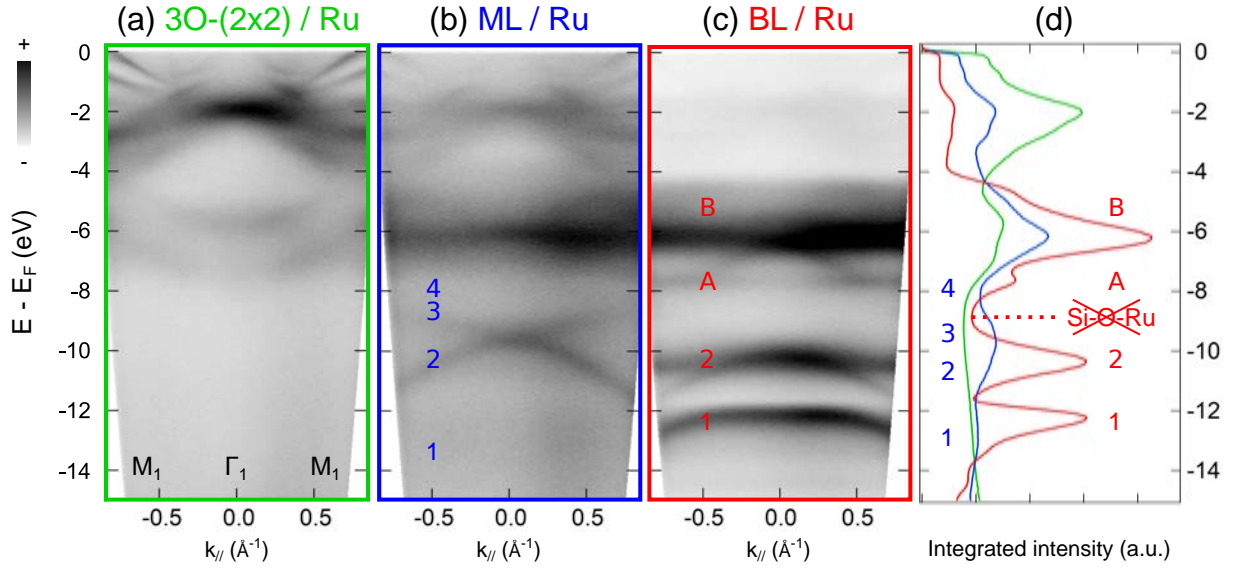 (a) 3O-(2x2) / Ru
(b) ML / Ru
(c) BL / Ru
(d)
+
-
E - E_F (eV)
0
-2
-4
-6
-8
-10
-12
-14
M₁ Γ₁ M₁
-0.5 0.0 0.5
k_// (Å⁻¹)
4
3
2
1
-0.5 0.0 0.5
k_// (Å⁻¹)
B
A
2
1
-0.5 0.0 0.5
k_// (Å⁻¹)
B
4 A
Si-O-Ru
3
2 2
1 1
0
-2
-4
-6
-8
-10
-12
-14
Integrated intensity (a.u.)